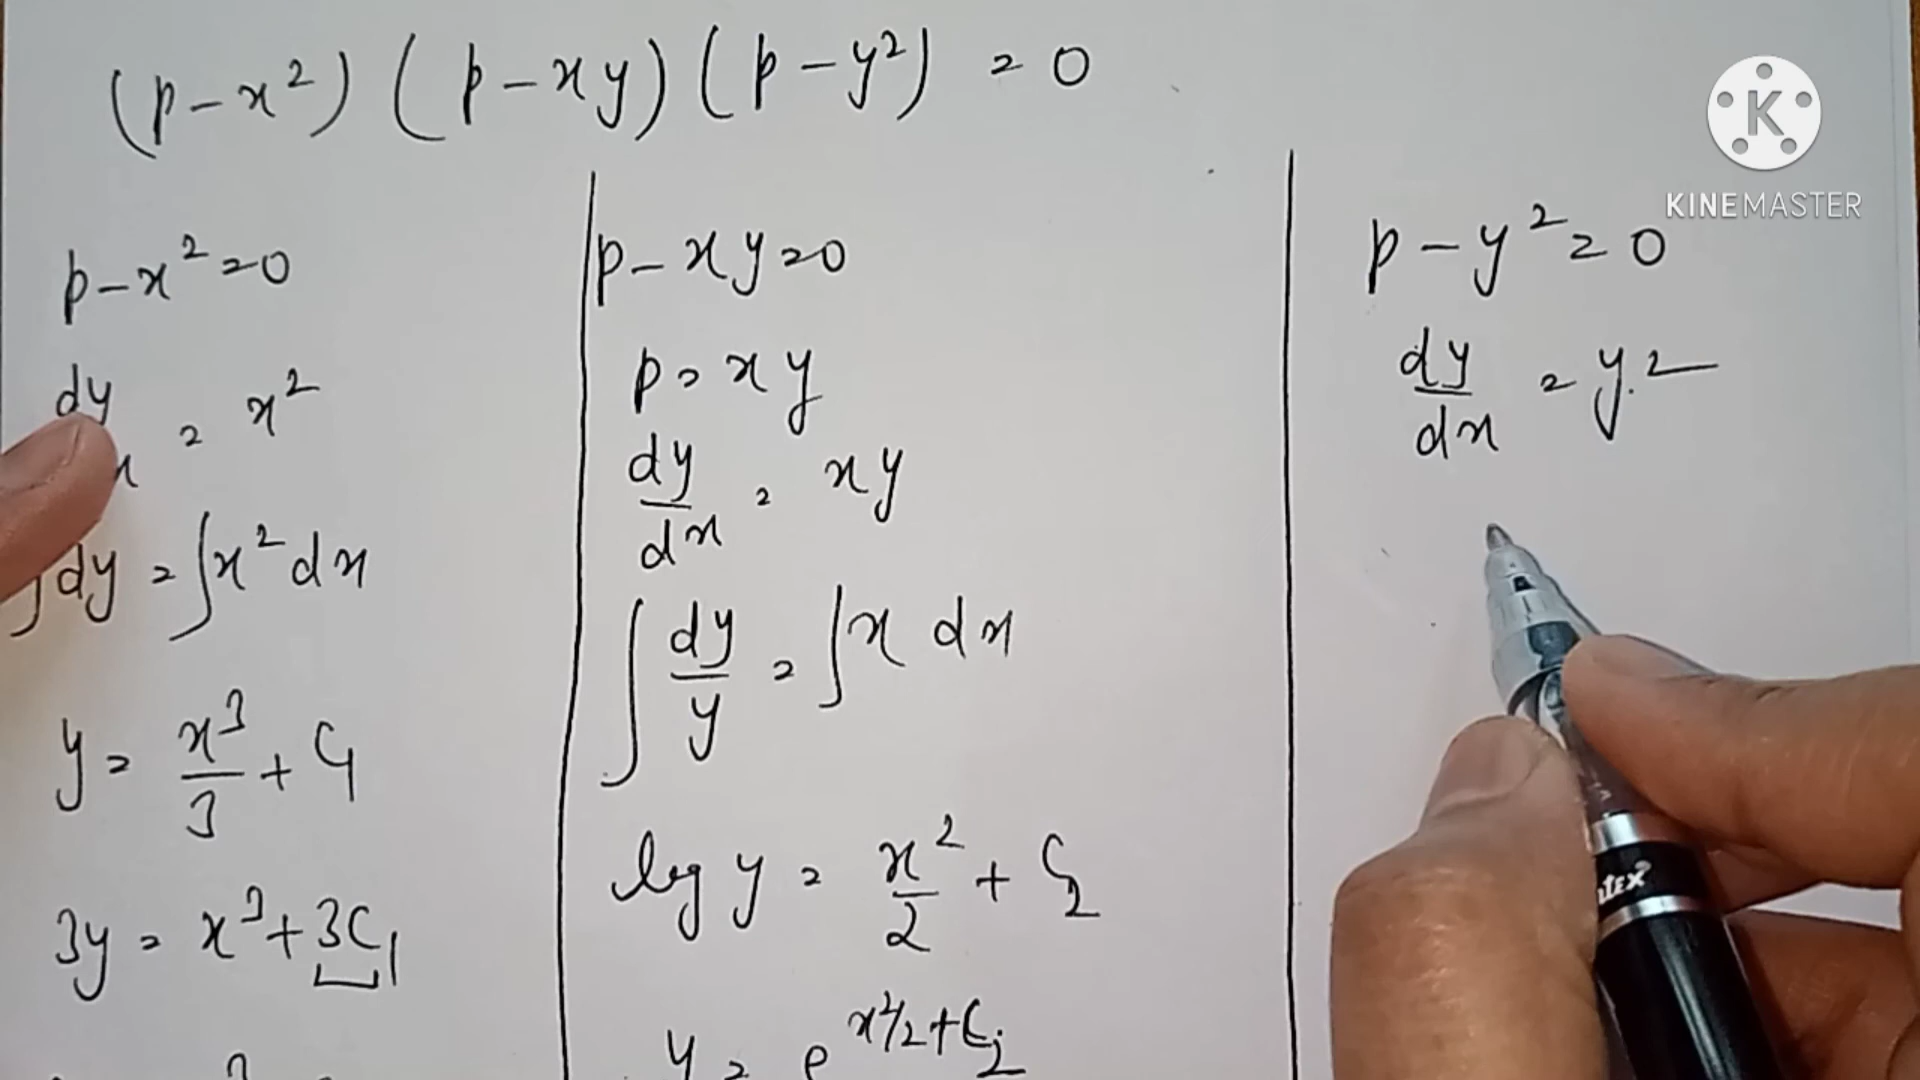 (p - x²) (p - xy) (p - y²) = 0
p - x² = 0
dy = x²
∫dy = ∫x² dx
y = x³/3 + C₁
3y = x³ + 3C₁
p - xy = 0
p = xy
dy/dx = xy
∫ dy/y = ∫ x dx
log y = x²/2 + C₂
y = e^(x²/2 + C₂)
p - y² = 0
dy/dx = y²
K
KINEMASTER